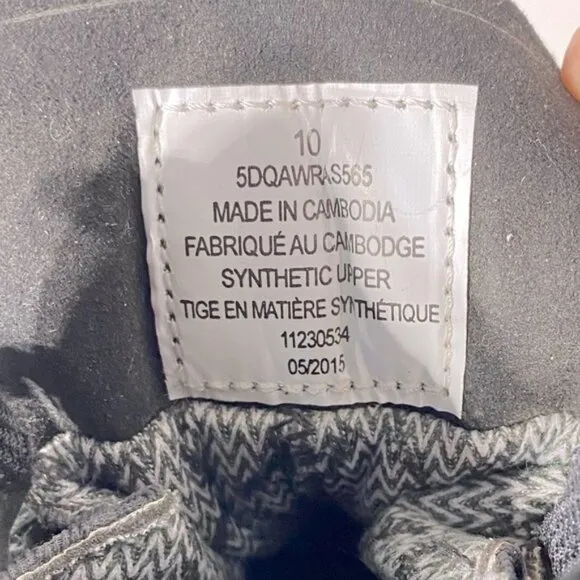 10
5DQAWRAS565
MADE IN CAMBODIA
FABRIQUÉ AU CAMBODGE
SYNTHETIC UPPER
TIGE EN MATIÈRE SYNTHÉTIQUE
11230534
05/2015